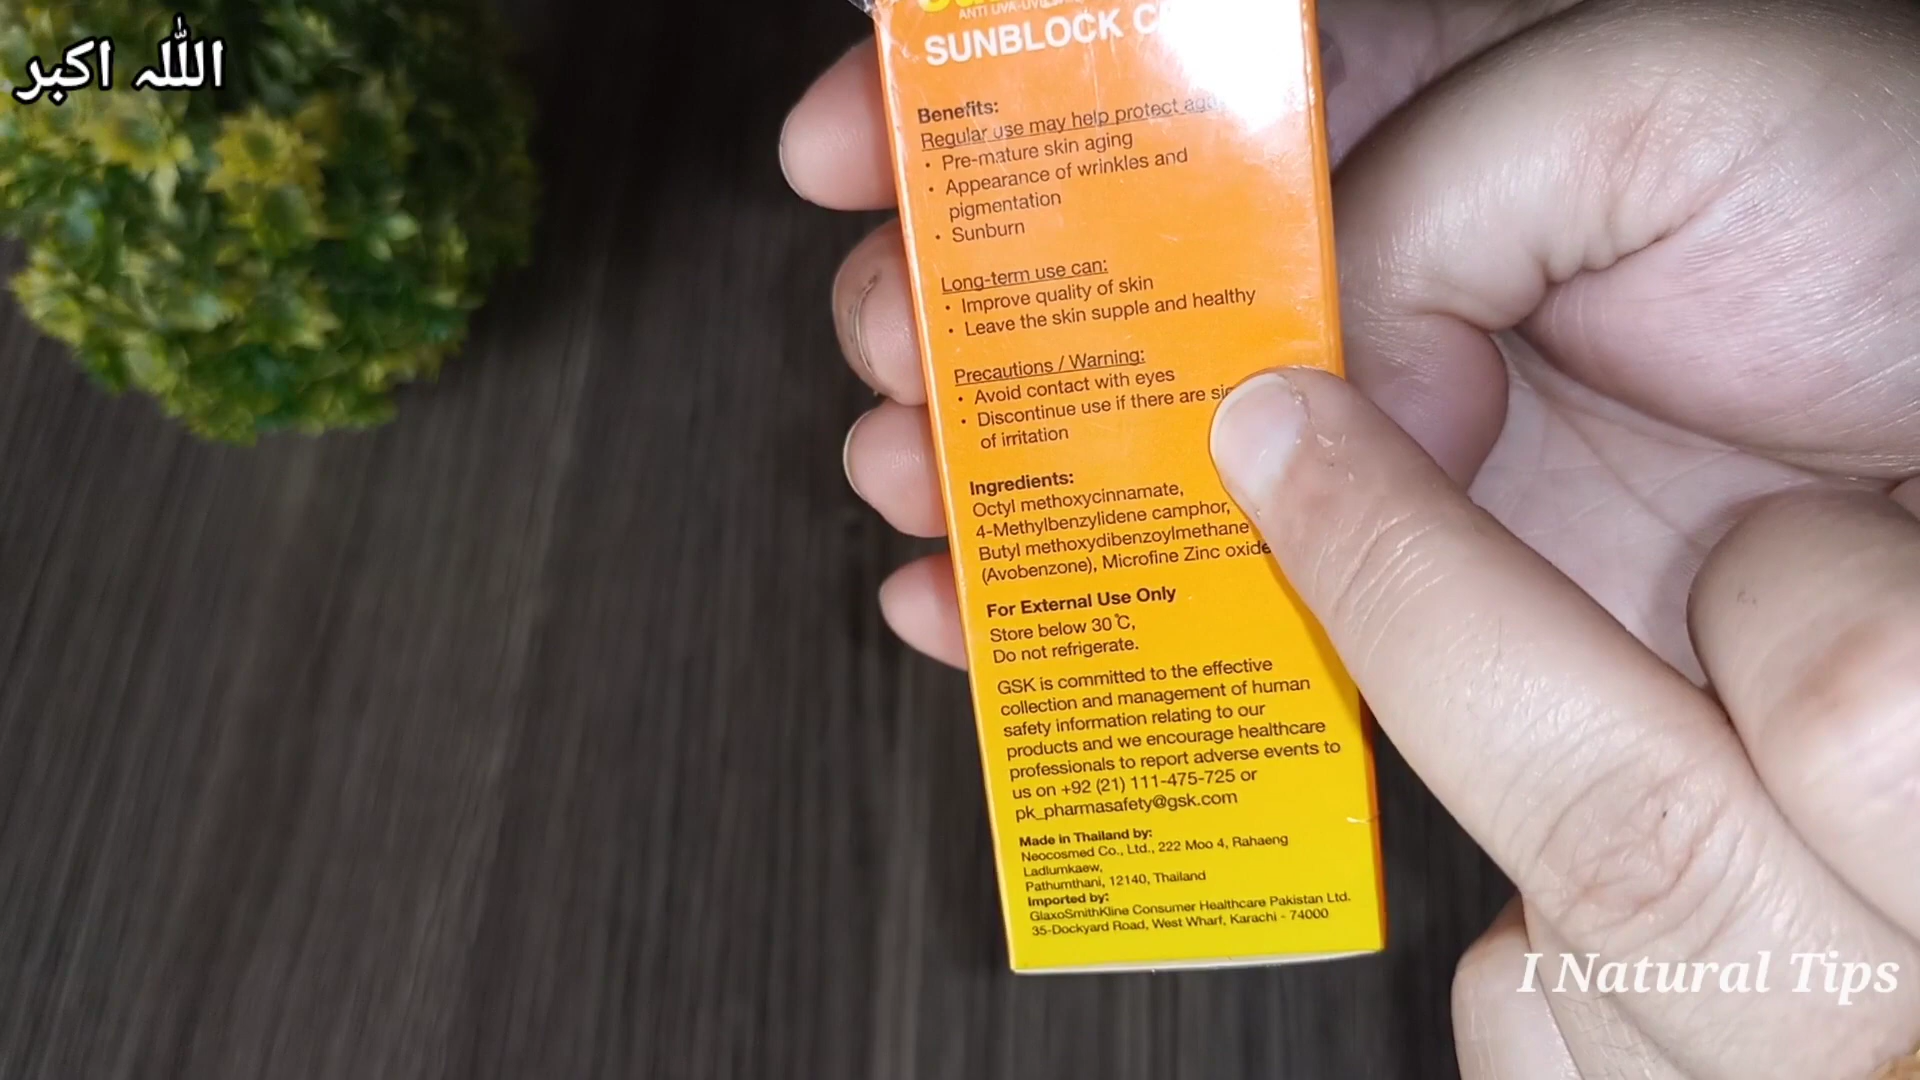 اللہ اکبر
ANTI UVA-UVB
SUNBLOCK
Benefits:
Regular use may help protect
• Pre-mature skin aging
• Appearance of wrinkles and
pigmentation
• Sunburn
Long-term use can:
• Improve quality of skin
• Leave the skin supple and healthy
Precautions / Warning:
• Avoid contact with eyes
• Discontinue use if there are
of irritation
Ingredients:
Octyl methoxycinnamate,
4-Methylbenzylidene camphor,
Butyl methoxydibenzoylmethane
(Avobenzone), Microfine Zinc oxide
For External Use Only
Store below 30℃,
Do not refrigerate.
GSK is committed to the effective
collection and management of human
safety information relating to our
products and we encourage healthcare
professionals to report adverse events to
us on +92 (21) 111-475-725 or
pk_pharmasafety@gsk.com
Made in Thailand by:
Neocosmed Co., Ltd., 222 Moo 4, Rahaeng
Ladlumkaew,
Pathumthani, 12140, Thailand
Imported by:
GlaxoSmithKline Consumer Healthcare Pakistan Ltd.
35-Dockyard Road, West Wharf, Karachi - 74000
I Natural Tips